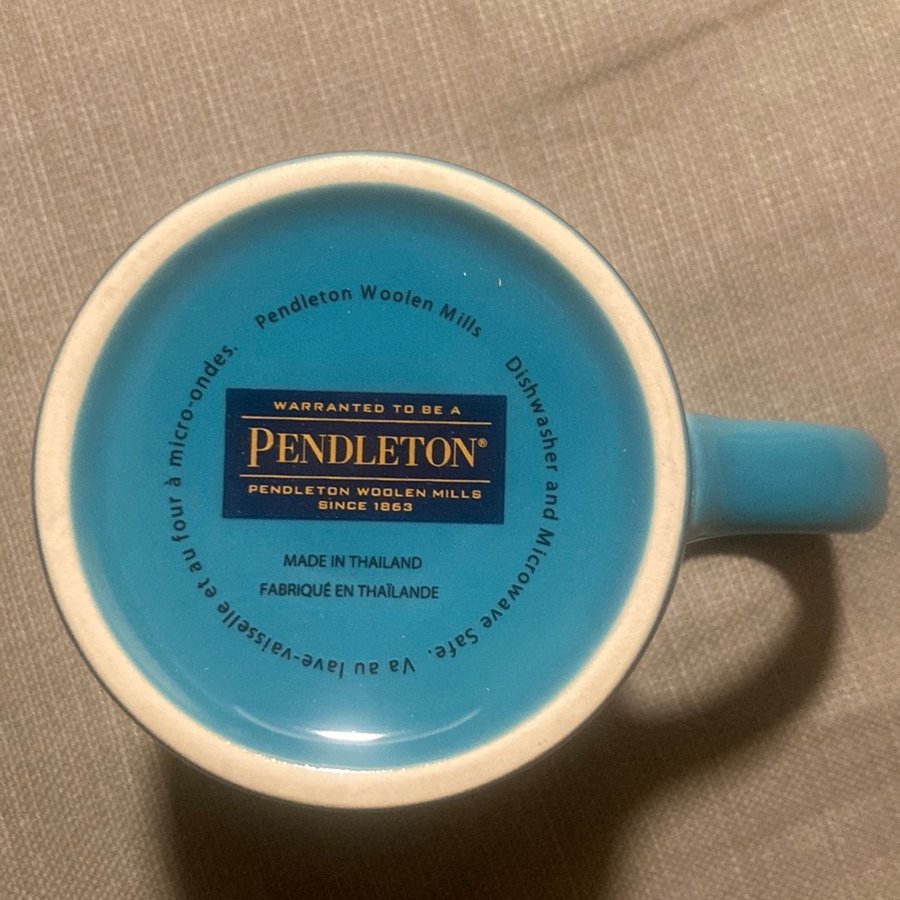 Pendleton Woolen Mills
Dishwasher and Microwave Safe. Va au lave-vaisselle et au four à micro-ondes.
WARRANTED TO BE A
PENDLETON®
PENDLETON WOOLEN MILLS
SINCE 1863
MADE IN THAILAND
FABRIQUÉ EN THAÏLANDE